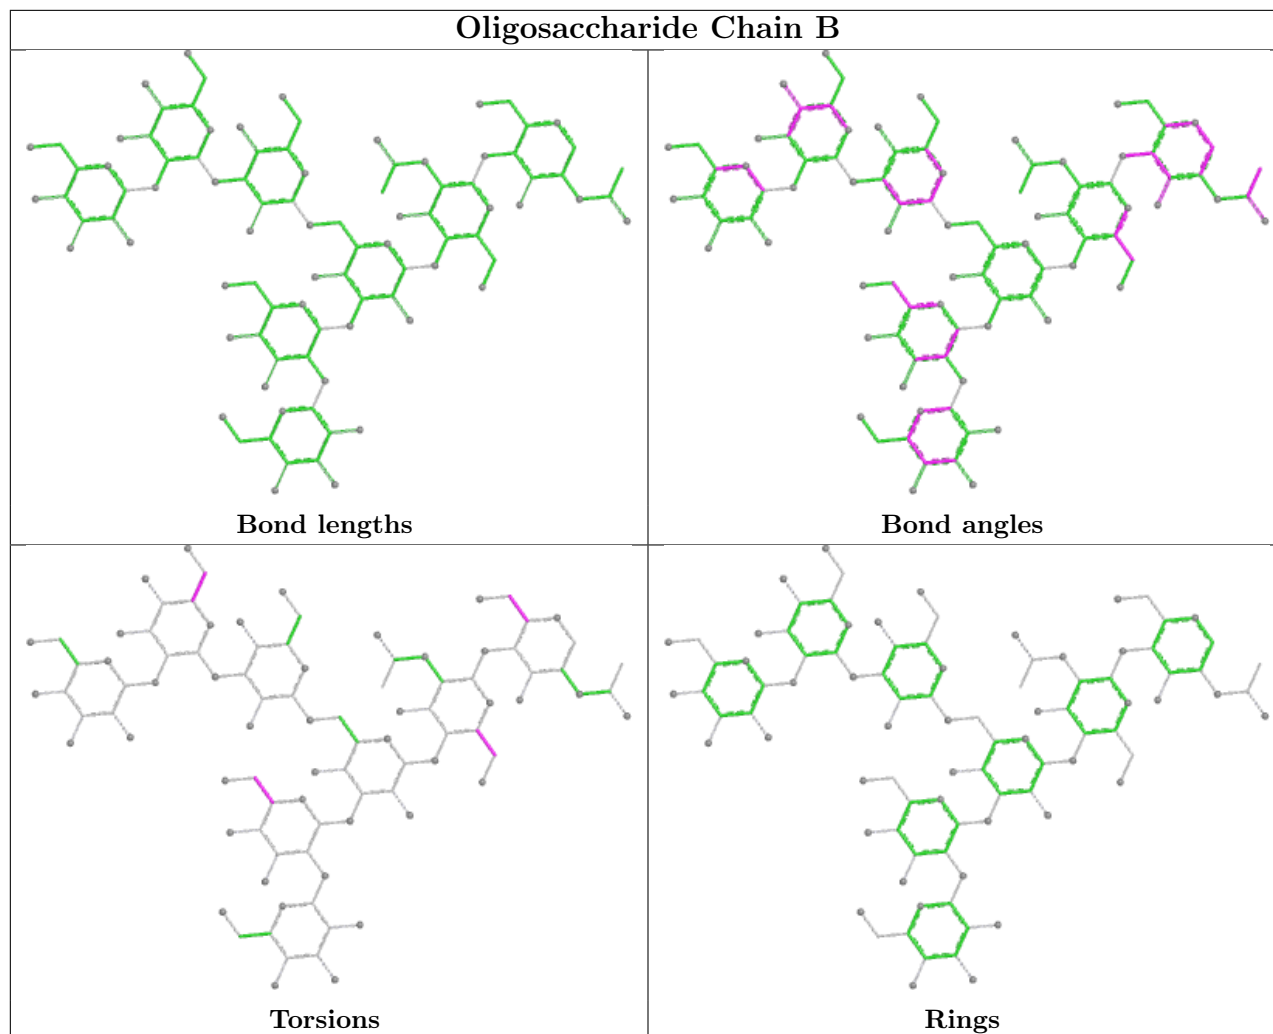 Oligosaccharide Chain B
Bond lengths
Bond angles
Torsions
Rings